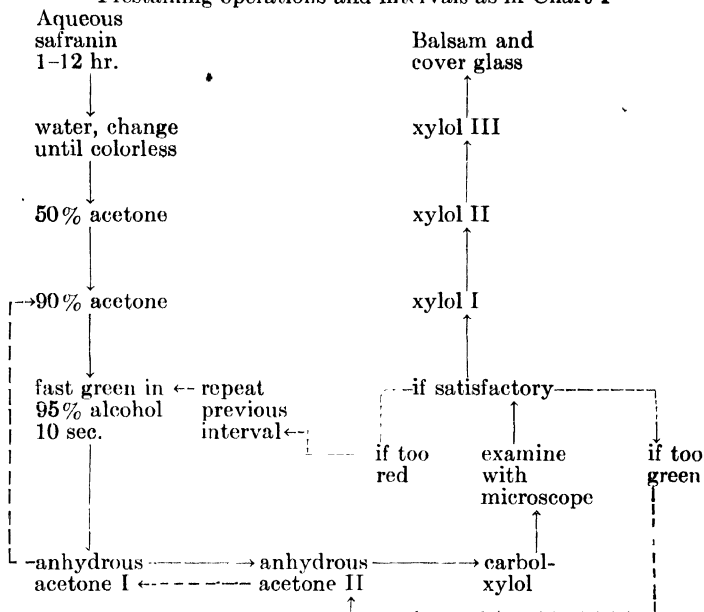 Prestaining operations and intervals as in Chart I
Aqueous
safranin
1–12 hr.
water, change
until colorless
50% acetone
90% acetone
fast green in
95% alcohol
10 sec.
repeat
previous
interval
anhydrous
acetone I
anhydrous
acetone II
carbol-
xylol
examine
with
microscope
if too
red
if satisfactory
if too
green
xylol I
xylol II
xylol III
Balsam and
cover glass